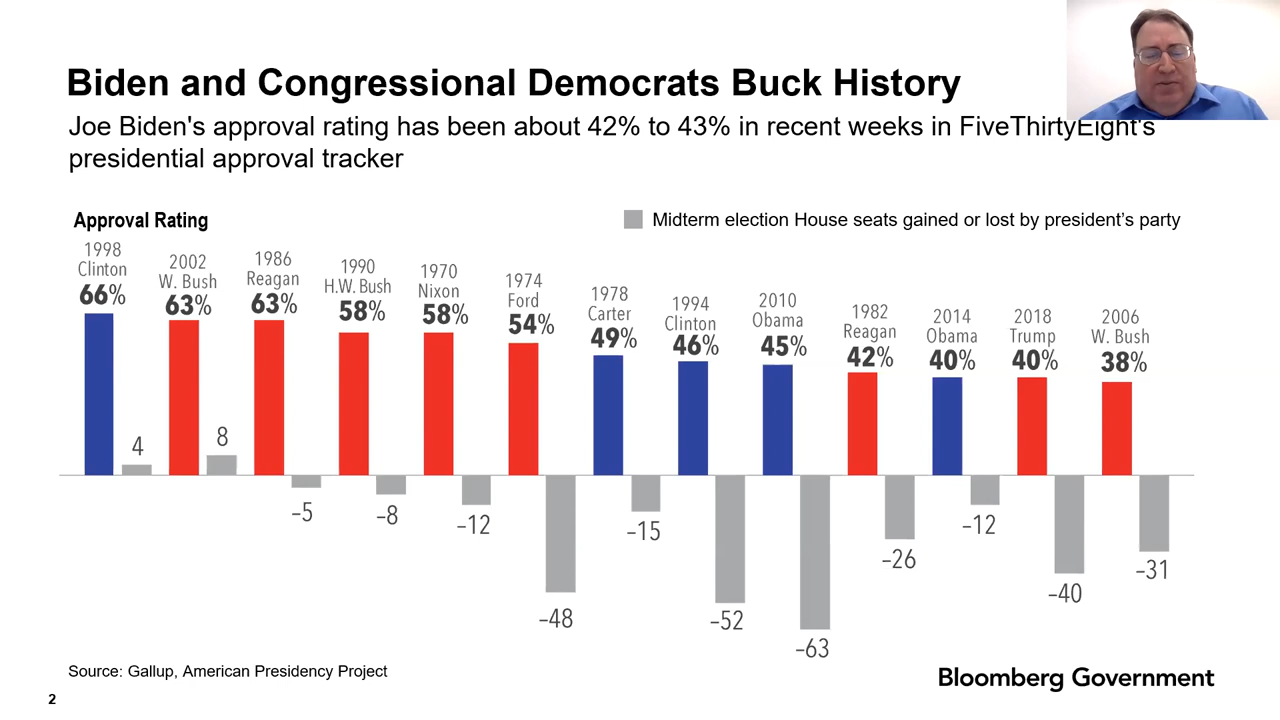 Biden and Congressional Democrats Buck History
Joe Biden's approval rating has been about 42% to 43% in recent weeks in FiveThirtyEight's
presidential approval tracker
Approval Rating
Midterm election House seats gained or lost by president’s party
1998
Clinton
66%
4
2002
W. Bush
63%
8
1986
Reagan
63%
–5
1990
H.W. Bush
58%
–8
1970
Nixon
58%
–12
1974
Ford
54%
–48
1978
Carter
49%
–15
1994
Clinton
46%
–52
2010
Obama
45%
–63
1982
Reagan
42%
–26
2014
Obama
40%
–12
2018
Trump
40%
–40
2006
W. Bush
38%
–31
Source: Gallup, American Presidency Project
Bloomberg Government
2